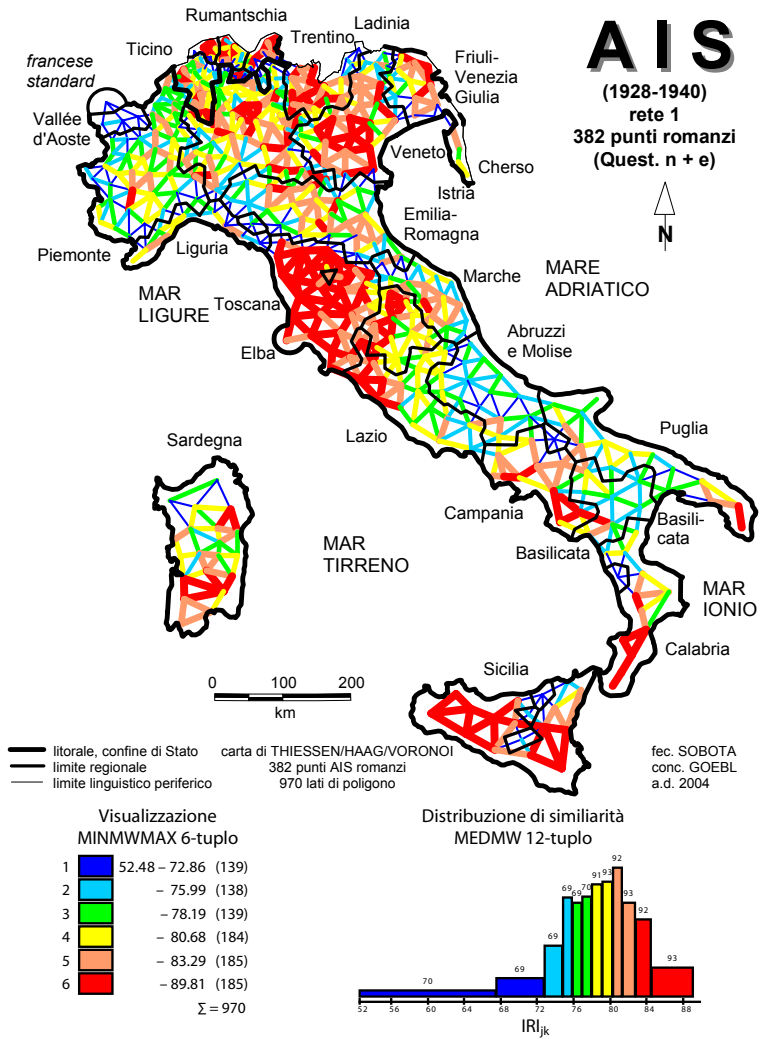 AIS
(1928-1940)
rete 1
382 punti romanzi
(Quest. n + e)
N
Rumantschia
Ladinia
Ticino
Trentino
francese
standard
Friuli-
Venezia
Giulia
Vallée
d'Aoste
Veneto
Cherso
Istria
Emilia-
Romagna
Piemonte
Liguria
Marche
MAR
LIGURE
MARE
ADRIATICO
Toscana
Abruzzi
e Molise
Elba
Lazio
Puglia
Sardegna
Campania
Basili-
cata
Basilicata
MAR
TIRRENO
MAR
IONIO
Calabria
Sicilia
0 100 200
km
litorale, confine di Stato
limite regionale
limite linguistico periferico
carta di THIESSEN/HAAG/VORONOI
382 punti AIS romanzi
970 lati di poligono
fec. SOBOTA
conc. GOEBL
a.d. 2004
Visualizzazione
MINMWMAX 6-tuplo
1 52.48 – 72.86 (139)
2 – 75.99 (138)
3 – 78.19 (139)
4 – 80.68 (184)
5 – 83.29 (185)
6 – 89.81 (185)
Σ = 970
Distribuzione di similiarità
MEDMW 12-tuplo
70 69 69 69 69 70 91 93 92 93 92 93
52 56 60 64 68 72 76 80 84 88
IRIjk